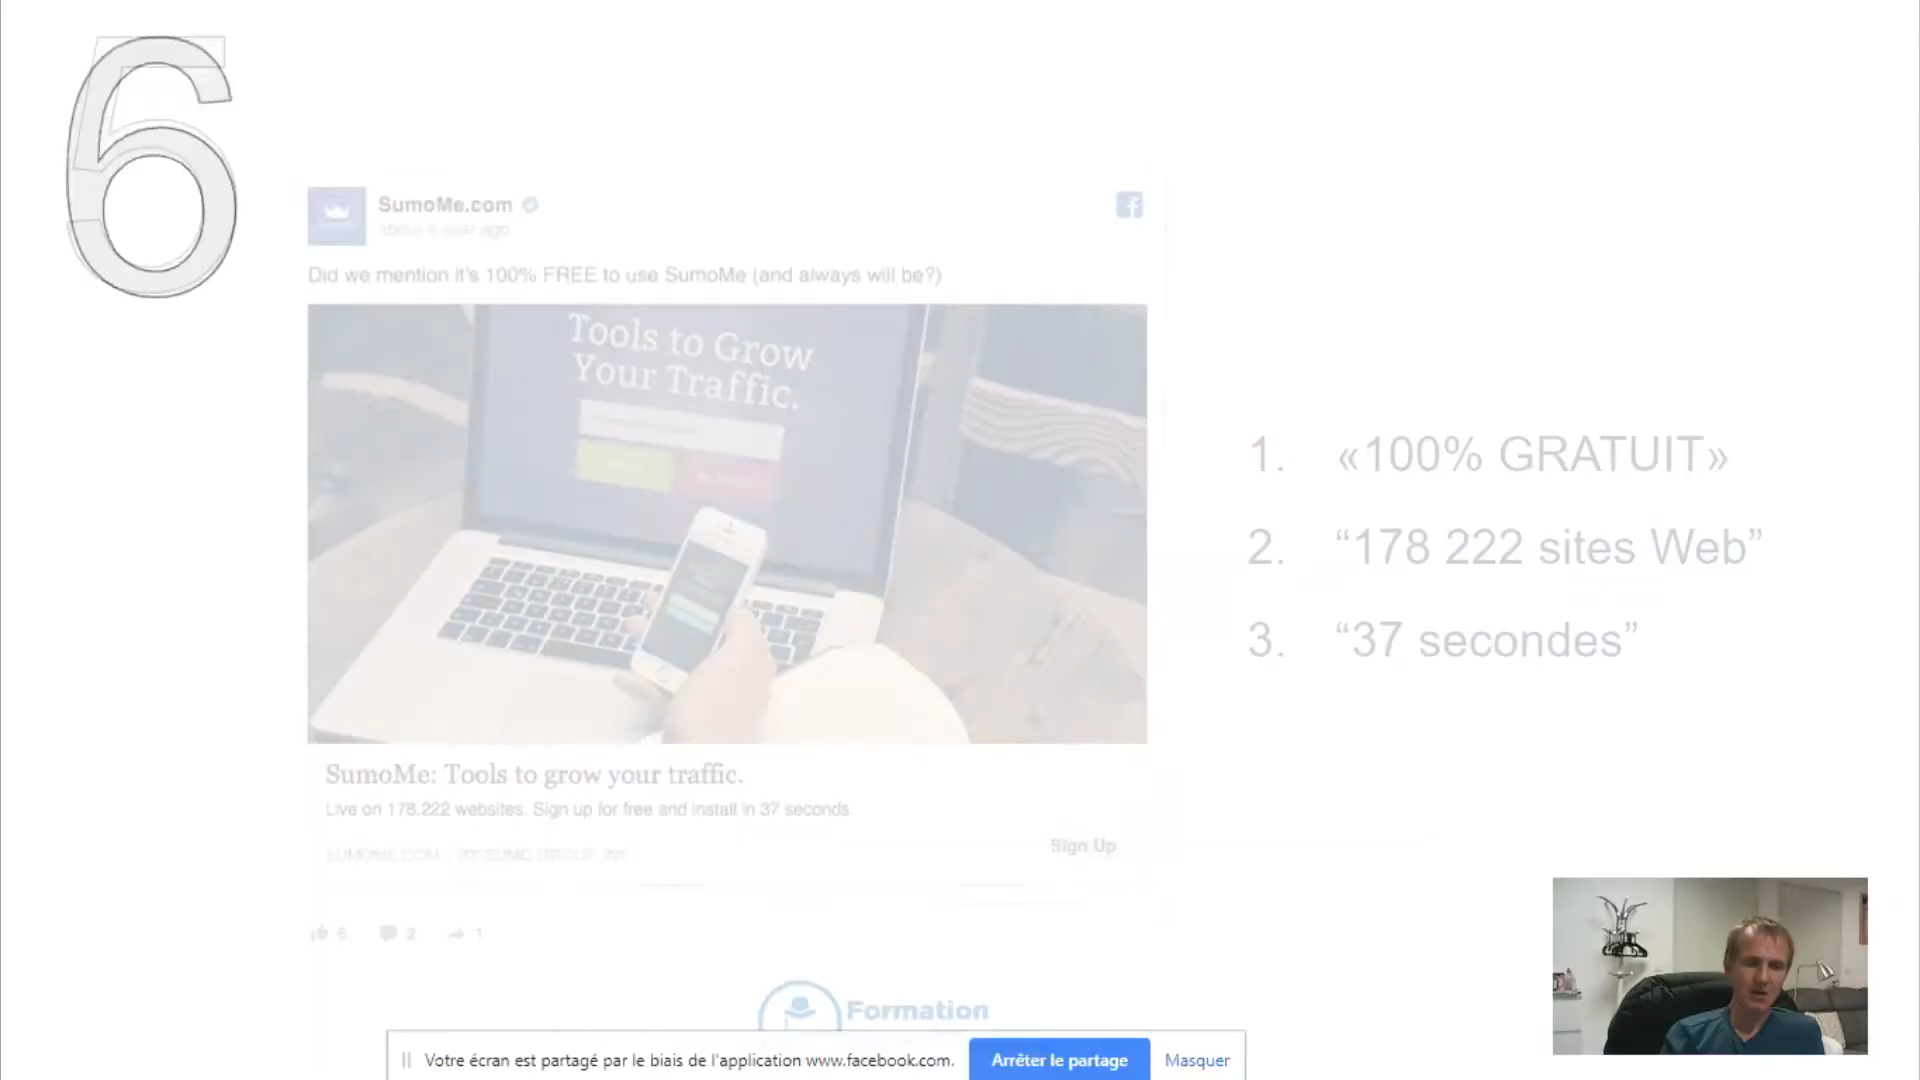 6
SumoMe.com
about a year ago
Did we mention it's 100% FREE to use SumoMe (and always will be?)
Tools to Grow
Your Traffic.
SumoMe: Tools to grow your traffic.
Live on 178,222 websites. Sign up for free and install in 37 seconds.
Sign Up
6 2 1
1. «100% GRATUIT»
2. “178 222 sites Web”
3. “37 secondes”
Formation
Votre écran est partagé par le biais de l'application www.facebook.com. Arrêter le partage Masquer